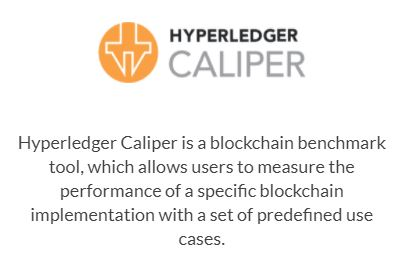 HYPERLEDGER
CALIPER
Hyperledger Caliper is a blockchain benchmark
tool, which allows users to measure the
performance of a specific blockchain
implementation with a set of predefined use
cases.